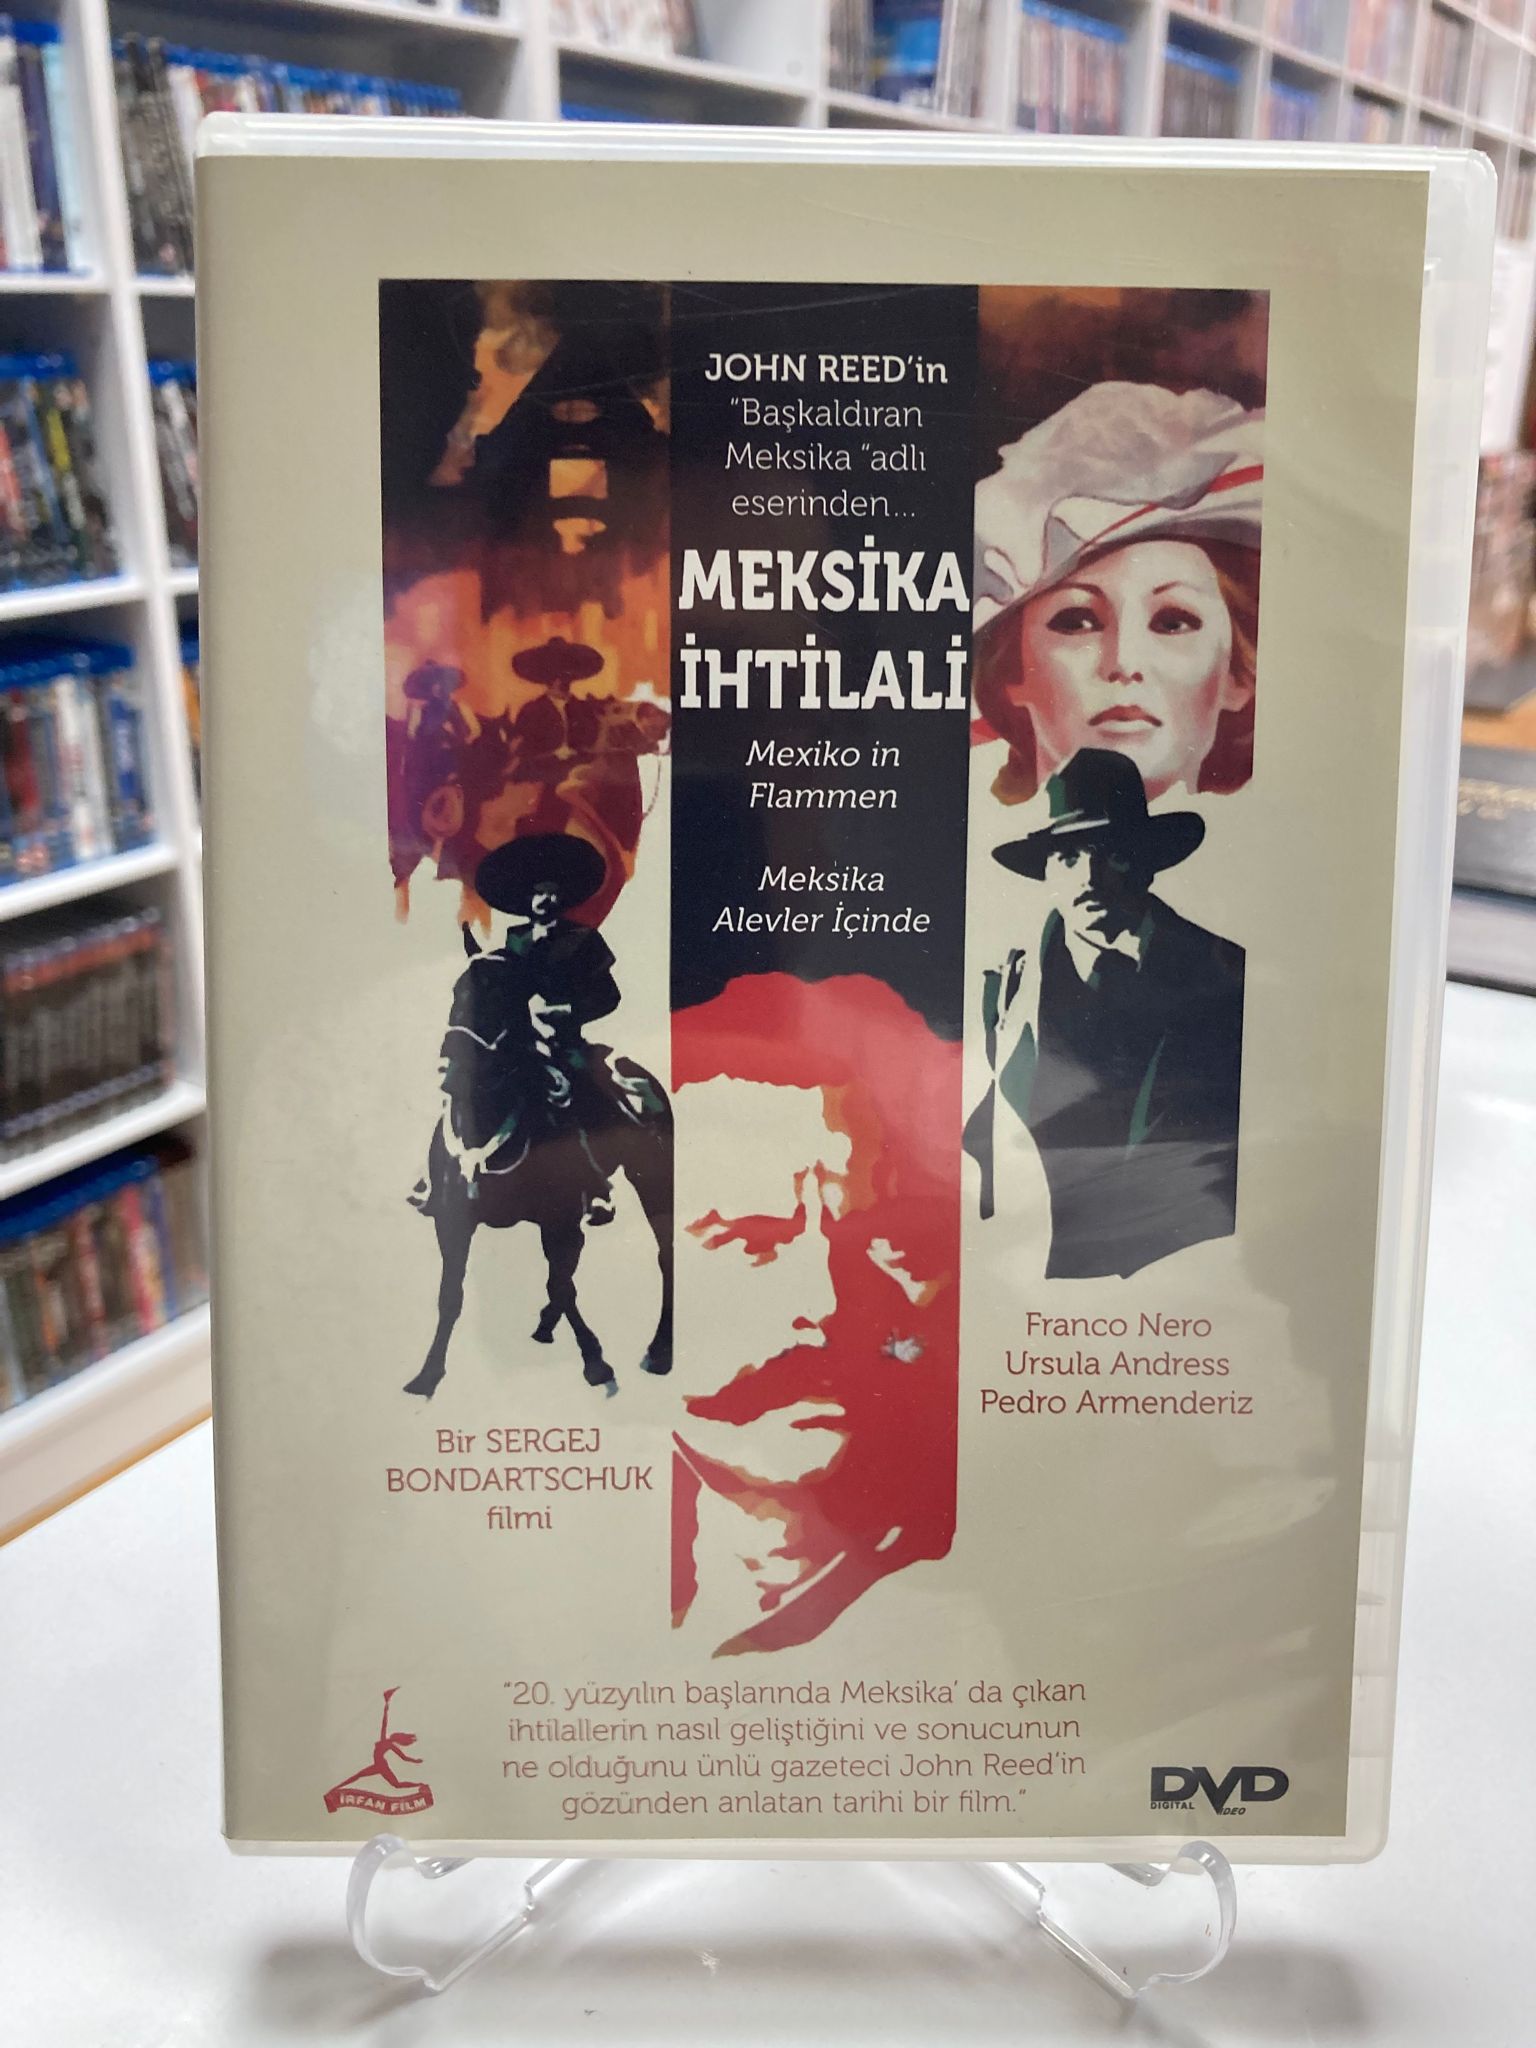 JOHN REED'in
"Başkaldıran
Meksika "adlı
eserinden...
MEKSİKA
İHTİLALİ
Mexiko in
Flammen
Meksika
Alevler İçinde
Franco Nero
Ursula Andress
Pedro Armenderiz
Bir SERGEJ
BONDARTSCHUK
filmi
"20. yüzyılın başlarında Meksika' da çıkan
ihtilallerin nasıl geliştiğini ve sonucunun
ne olduğunu ünlü gazeteci John Reed'in
gözünden anlatan tarihi bir film."
İRFAN FİLM
DVD
DIGITAL VIDEO